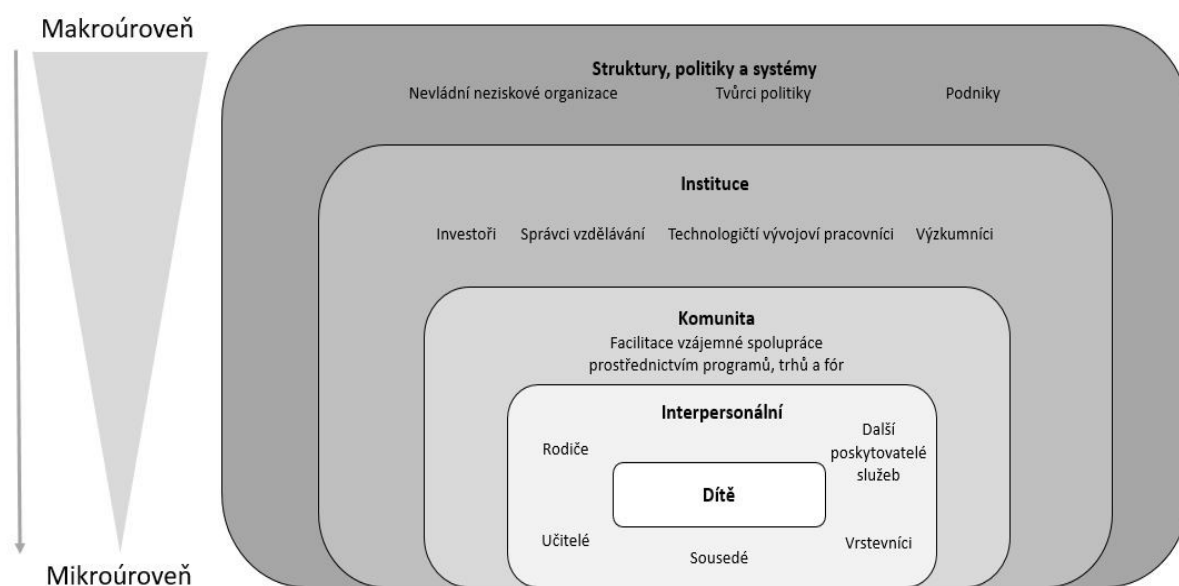 Makroúroveň
Struktury, politiky a systémy
Nevládní neziskové organizace Tvůrci politiky Podniky
Instituce
Investoři Správci vzdělávání Technologičtí vývojoví pracovníci Výzkumníci
Komunita
Facilitace vzájemné spolupráce
prostřednictvím programů, trhů a fór
Interpersonální
Rodiče
Další
poskytovatelé
služeb
Dítě
Učitelé
Sousedé
Vrstevníci
Mikroúroveň